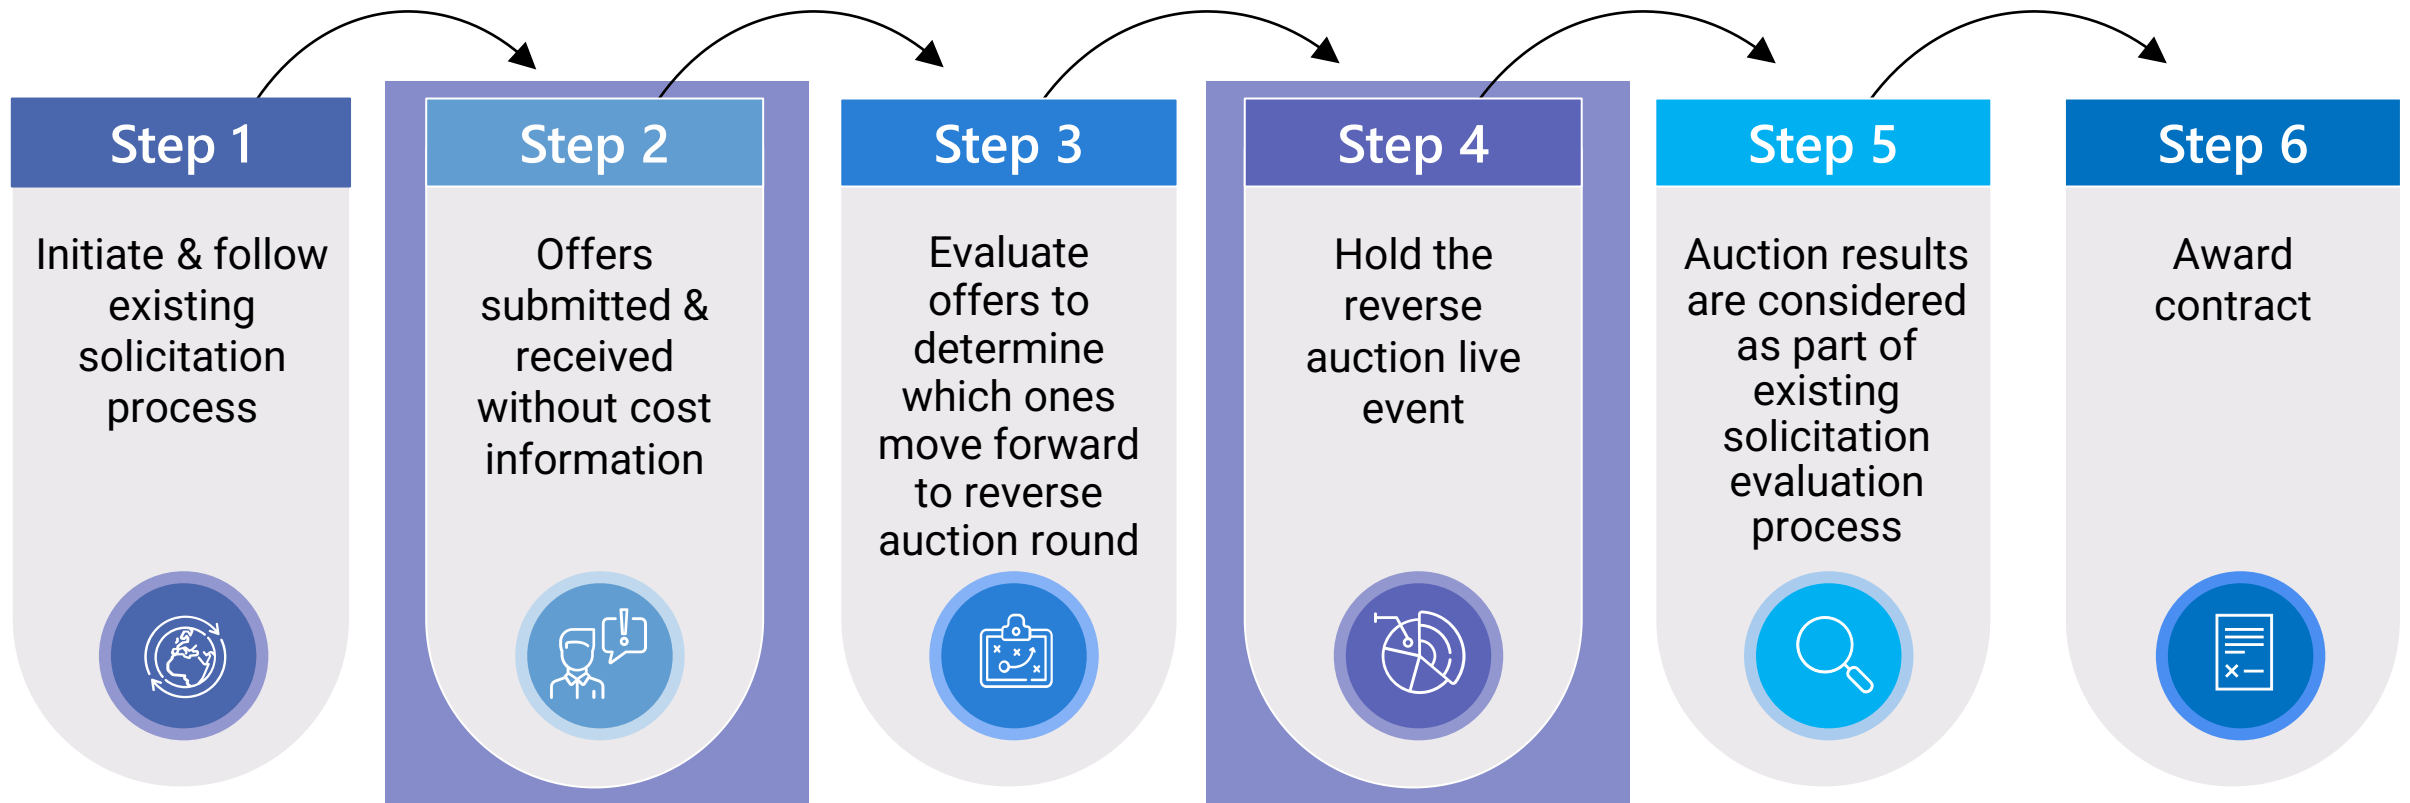 Step 1
Initiate & follow
existing
solicitation
process
Step 2
Offers
submitted &
received
without cost
information
Step 3
Evaluate
offers to
determine
which ones
move forward
to reverse
auction round
Step 4
Hold the
reverse
auction live
event
Step 5
Auction results
are considered
as part of
existing
solicitation
evaluation
process
Step 6
Award
contract